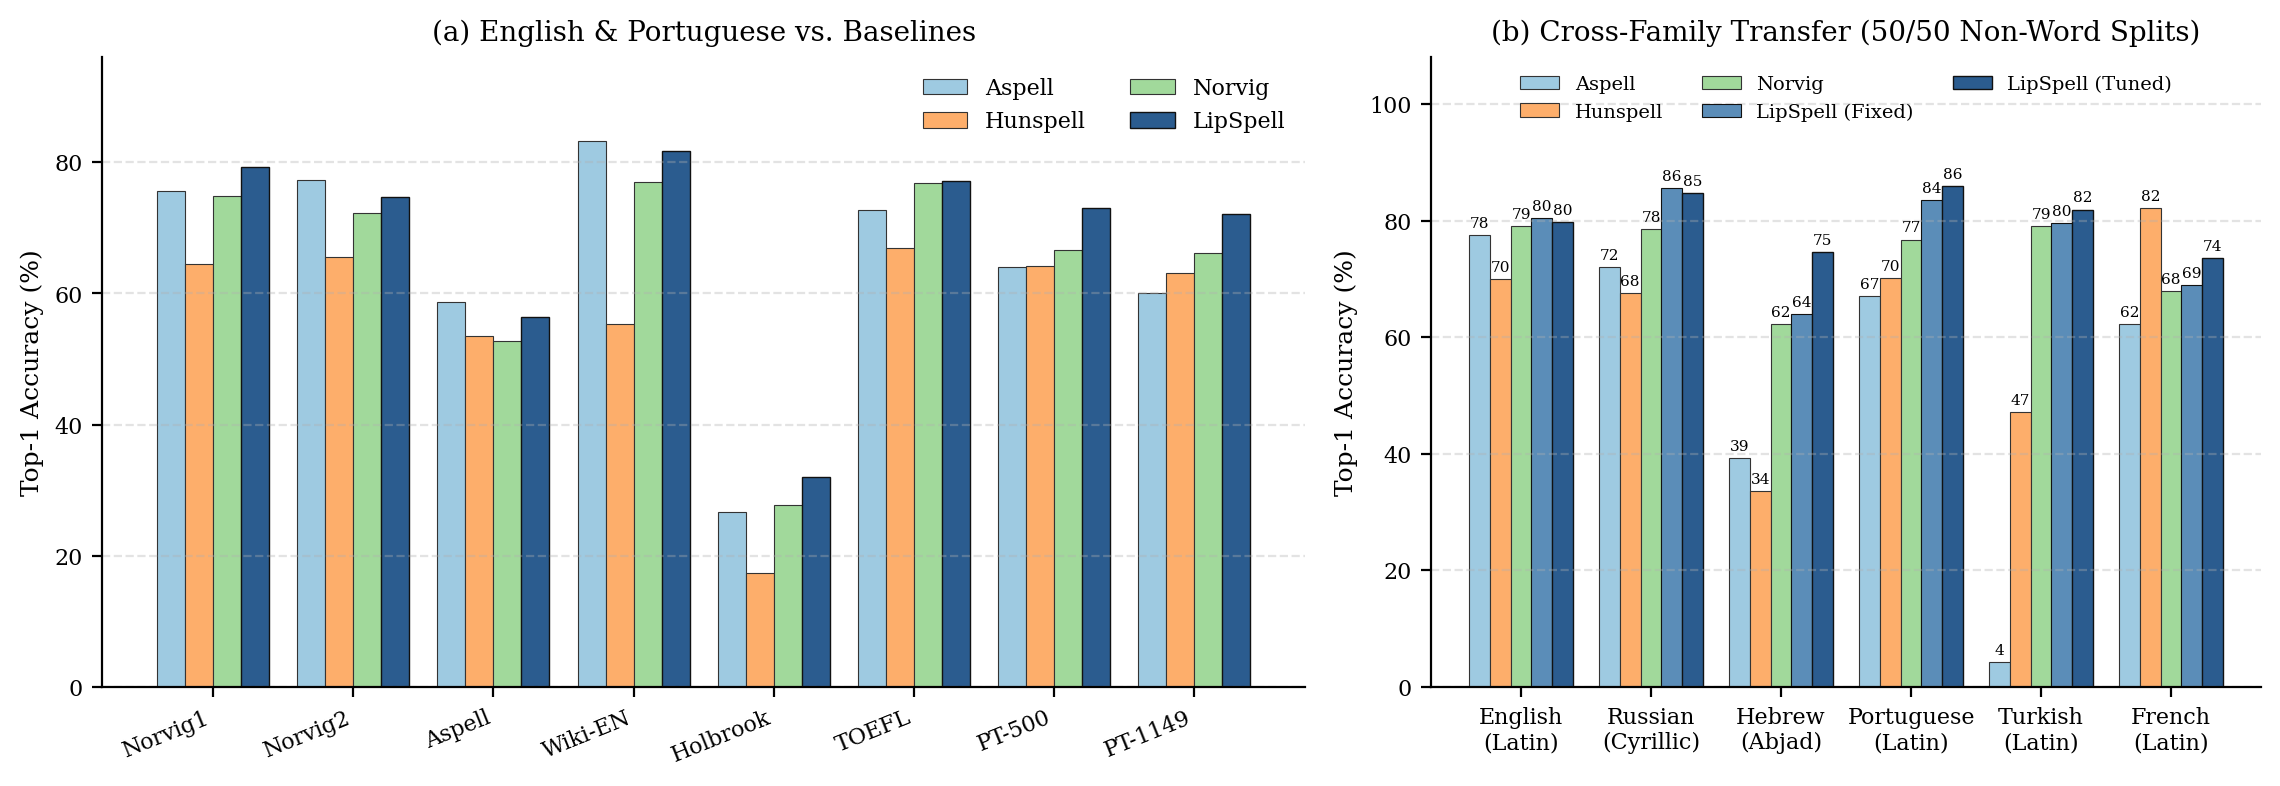 (a) English & Portuguese vs. Baselines
Aspell
Hunspell
Norvig
LipSpell
Top-1 Accuracy (%)
80
60
40
20
0
Norvig1
Norvig2
Aspell
Wiki-EN
Holbrook
TOEFL
PT-500
PT-1149
(b) Cross-Family Transfer (50/50 Non-Word Splits)
Aspell
Hunspell
Norvig
LipSpell (Fixed)
LipSpell (Tuned)
Top-1 Accuracy (%)
100
80
60
40
20
0
78 70 79 80 80
72 68 78 86 85
39 34 62 64 75
67 70 77 84 86
4 47 79 80 82
62 82 68 69 74
English
(Latin)
Russian
(Cyrillic)
Hebrew
(Abjad)
Portuguese
(Latin)
Turkish
(Latin)
French
(Latin)